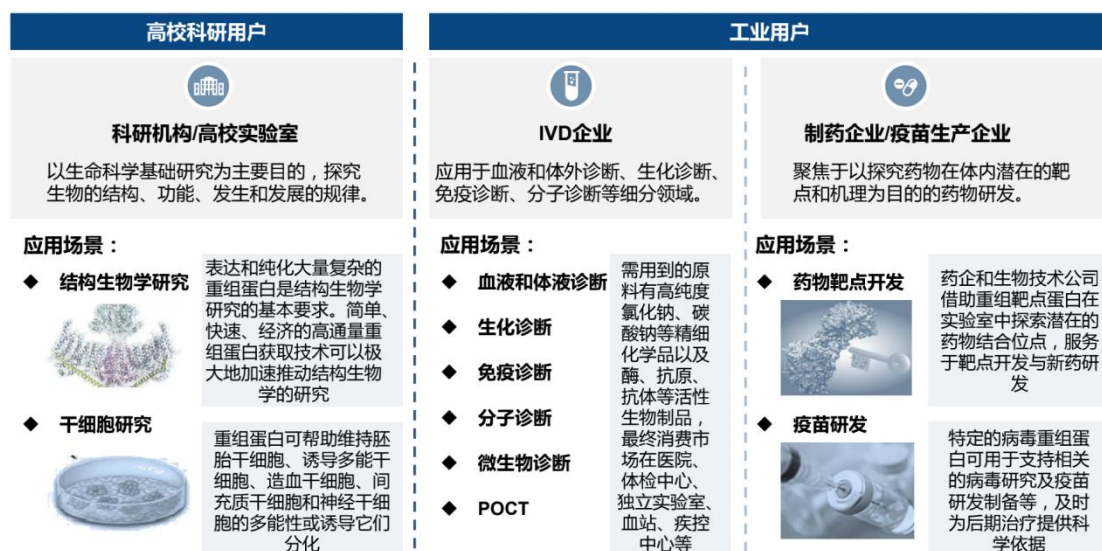 高校科研用户
科研机构/高校实验室
以生命科学基础研究为主要目的，探究
生物的结构、功能、发生和发展的规律。
应用场景：
◆ 结构生物学研究
表达和纯化大量复杂的
重组蛋白是结构生物学
研究的基本要求。简单、
快速、经济的高通量重
组蛋白获取技术可以极
大地加速推动结构生物
学的研究
◆ 干细胞研究
重组蛋白可帮助维持胚
胎干细胞、诱导多能干
细胞、造血干细胞、间
充质干细胞和神经干细
胞的多能性或诱导它们
分化
工业用户
IVD企业
应用于血液和体外诊断、生化诊断、
免疫诊断、分子诊断等细分领域。
应用场景：
◆ 血液和体液诊断
◆ 生化诊断
◆ 免疫诊断
◆ 分子诊断
◆ 微生物诊断
◆ POCT
需用到的原
料有高纯度
氯化钠、碳
酸钠等精细
化学品以及
酶、抗原、
抗体等活性
生物制品，
最终消费市
场在医院、
体检中心、
独立实验室、
血站、疾控
中心等
制药企业/疫苗生产企业
聚焦于以探究药物在体内潜在的靶
点和机理为目的的药物研发。
应用场景：
◆ 药物靶点开发
药企和生物技术公司
借助重组靶点蛋白在
实验室中探索潜在的
药物结合位点，服务
于靶点开发与新药研
发
◆ 疫苗研发
特定的病毒重组蛋
白可用于支持相关
的病毒研究及疫苗
研发制备等，及时
为后期治疗提供科
学依据